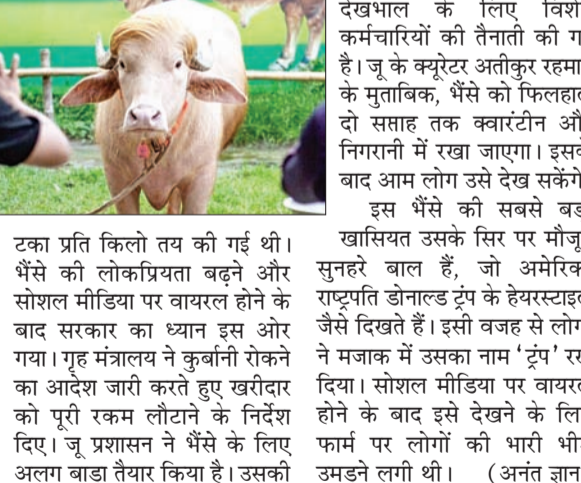 टका प्रति किलो तय की गई थी।
भैंसे की लोकप्रियता बढ़ने और
सोशल मीडिया पर वायरल होने के
बाद सरकार का ध्यान इस ओर
गया। गृह मंत्रालय ने कुर्बानी रोकने
का आदेश जारी करते हुए खरीदार
को पूरी रकम लौटाने के निर्देश
दिए। जू प्रशासन ने भैंसे के लिए
अलग बाड़ा तैयार किया है। उसकी
देखभाल के लिए विशे
कर्मचारियों की तैनाती की ग
है। जू के क्यूरेटर अतीकुर रहमा
के मुताबिक, भैंसे को फिलहा
दो सप्ताह तक क्वारंटीन औ
निगरानी में रखा जाएगा। इसके
बाद आम लोग उसे देख सकेंगे
इस भैंसे की सबसे बड़
खासियत उसके सिर पर मौजू
सुनहरे बाल हैं, जो अमेरिक
राष्ट्रपति डोनाल्ड ट्रंप के हेयरस्टाइ
जैसे दिखते हैं। इसी वजह से लोग
ने मजाक में उसका नाम ‘ट्रंप’ रख
दिया। सोशल मीडिया पर वायर
होने के बाद इसे देखने के लि
फार्म पर लोगों की भारी भी
उमड़ने लगी थी। (अनंत ज्ञान